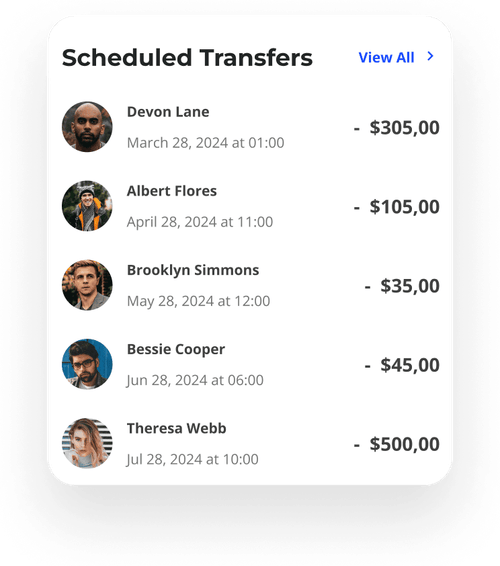 Scheduled Transfers
View All
Devon Lane
March 28, 2024 at 01:00
- $305,00
Albert Flores
April 28, 2024 at 11:00
- $105,00
Brooklyn Simmons
May 28, 2024 at 12:00
- $35,00
Bessie Cooper
Jun 28, 2024 at 06:00
- $45,00
Theresa Webb
Jul 28, 2024 at 10:00
- $500,00